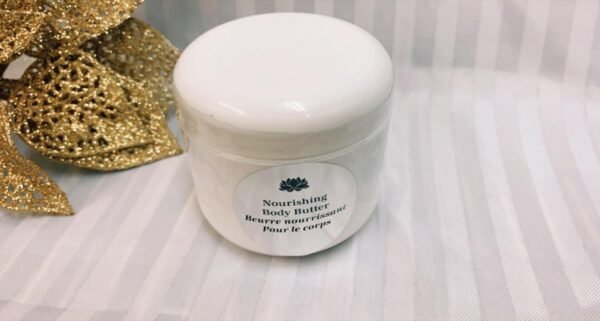 Nourishing
Body Butter
Beurre nourrissant
Pour le corps